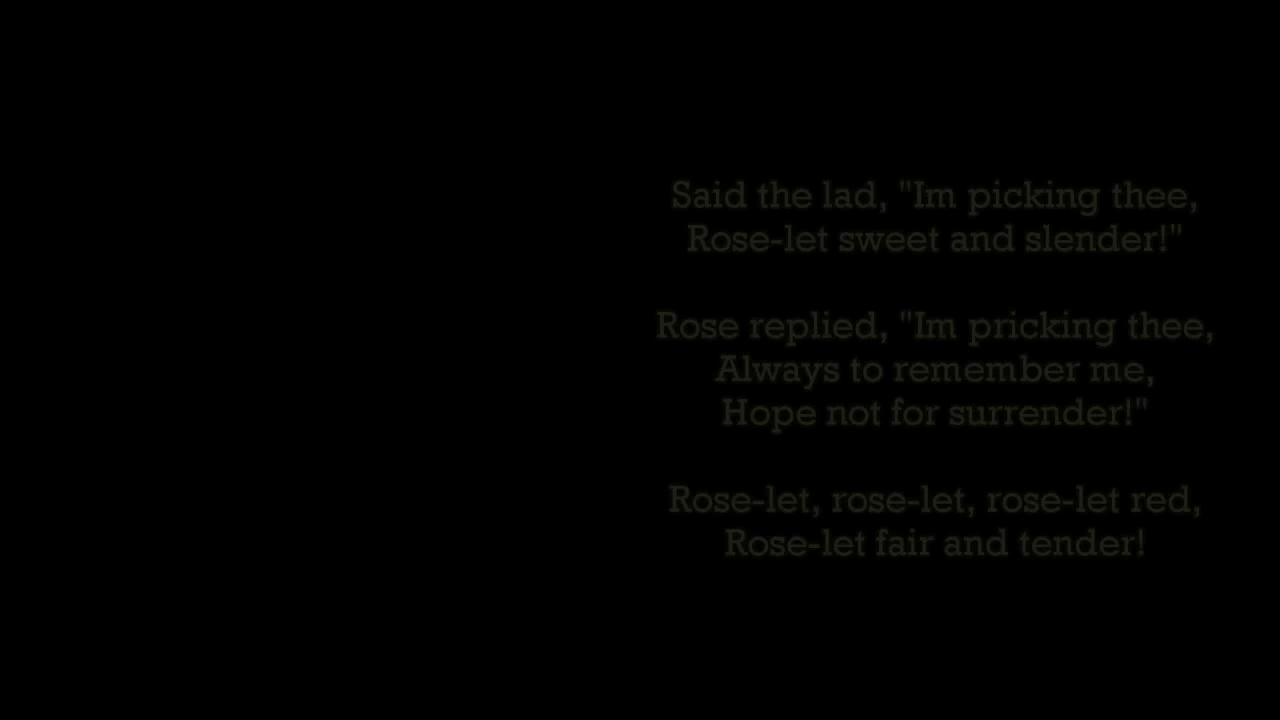 Said the lad, "Im picking thee,
Rose-let sweet and slender!"
Rose replied, "Im pricking thee,
Always to remember me,
Hope not for surrender!"
Rose-let, rose-let, rose-let red,
Rose-let fair and tender!